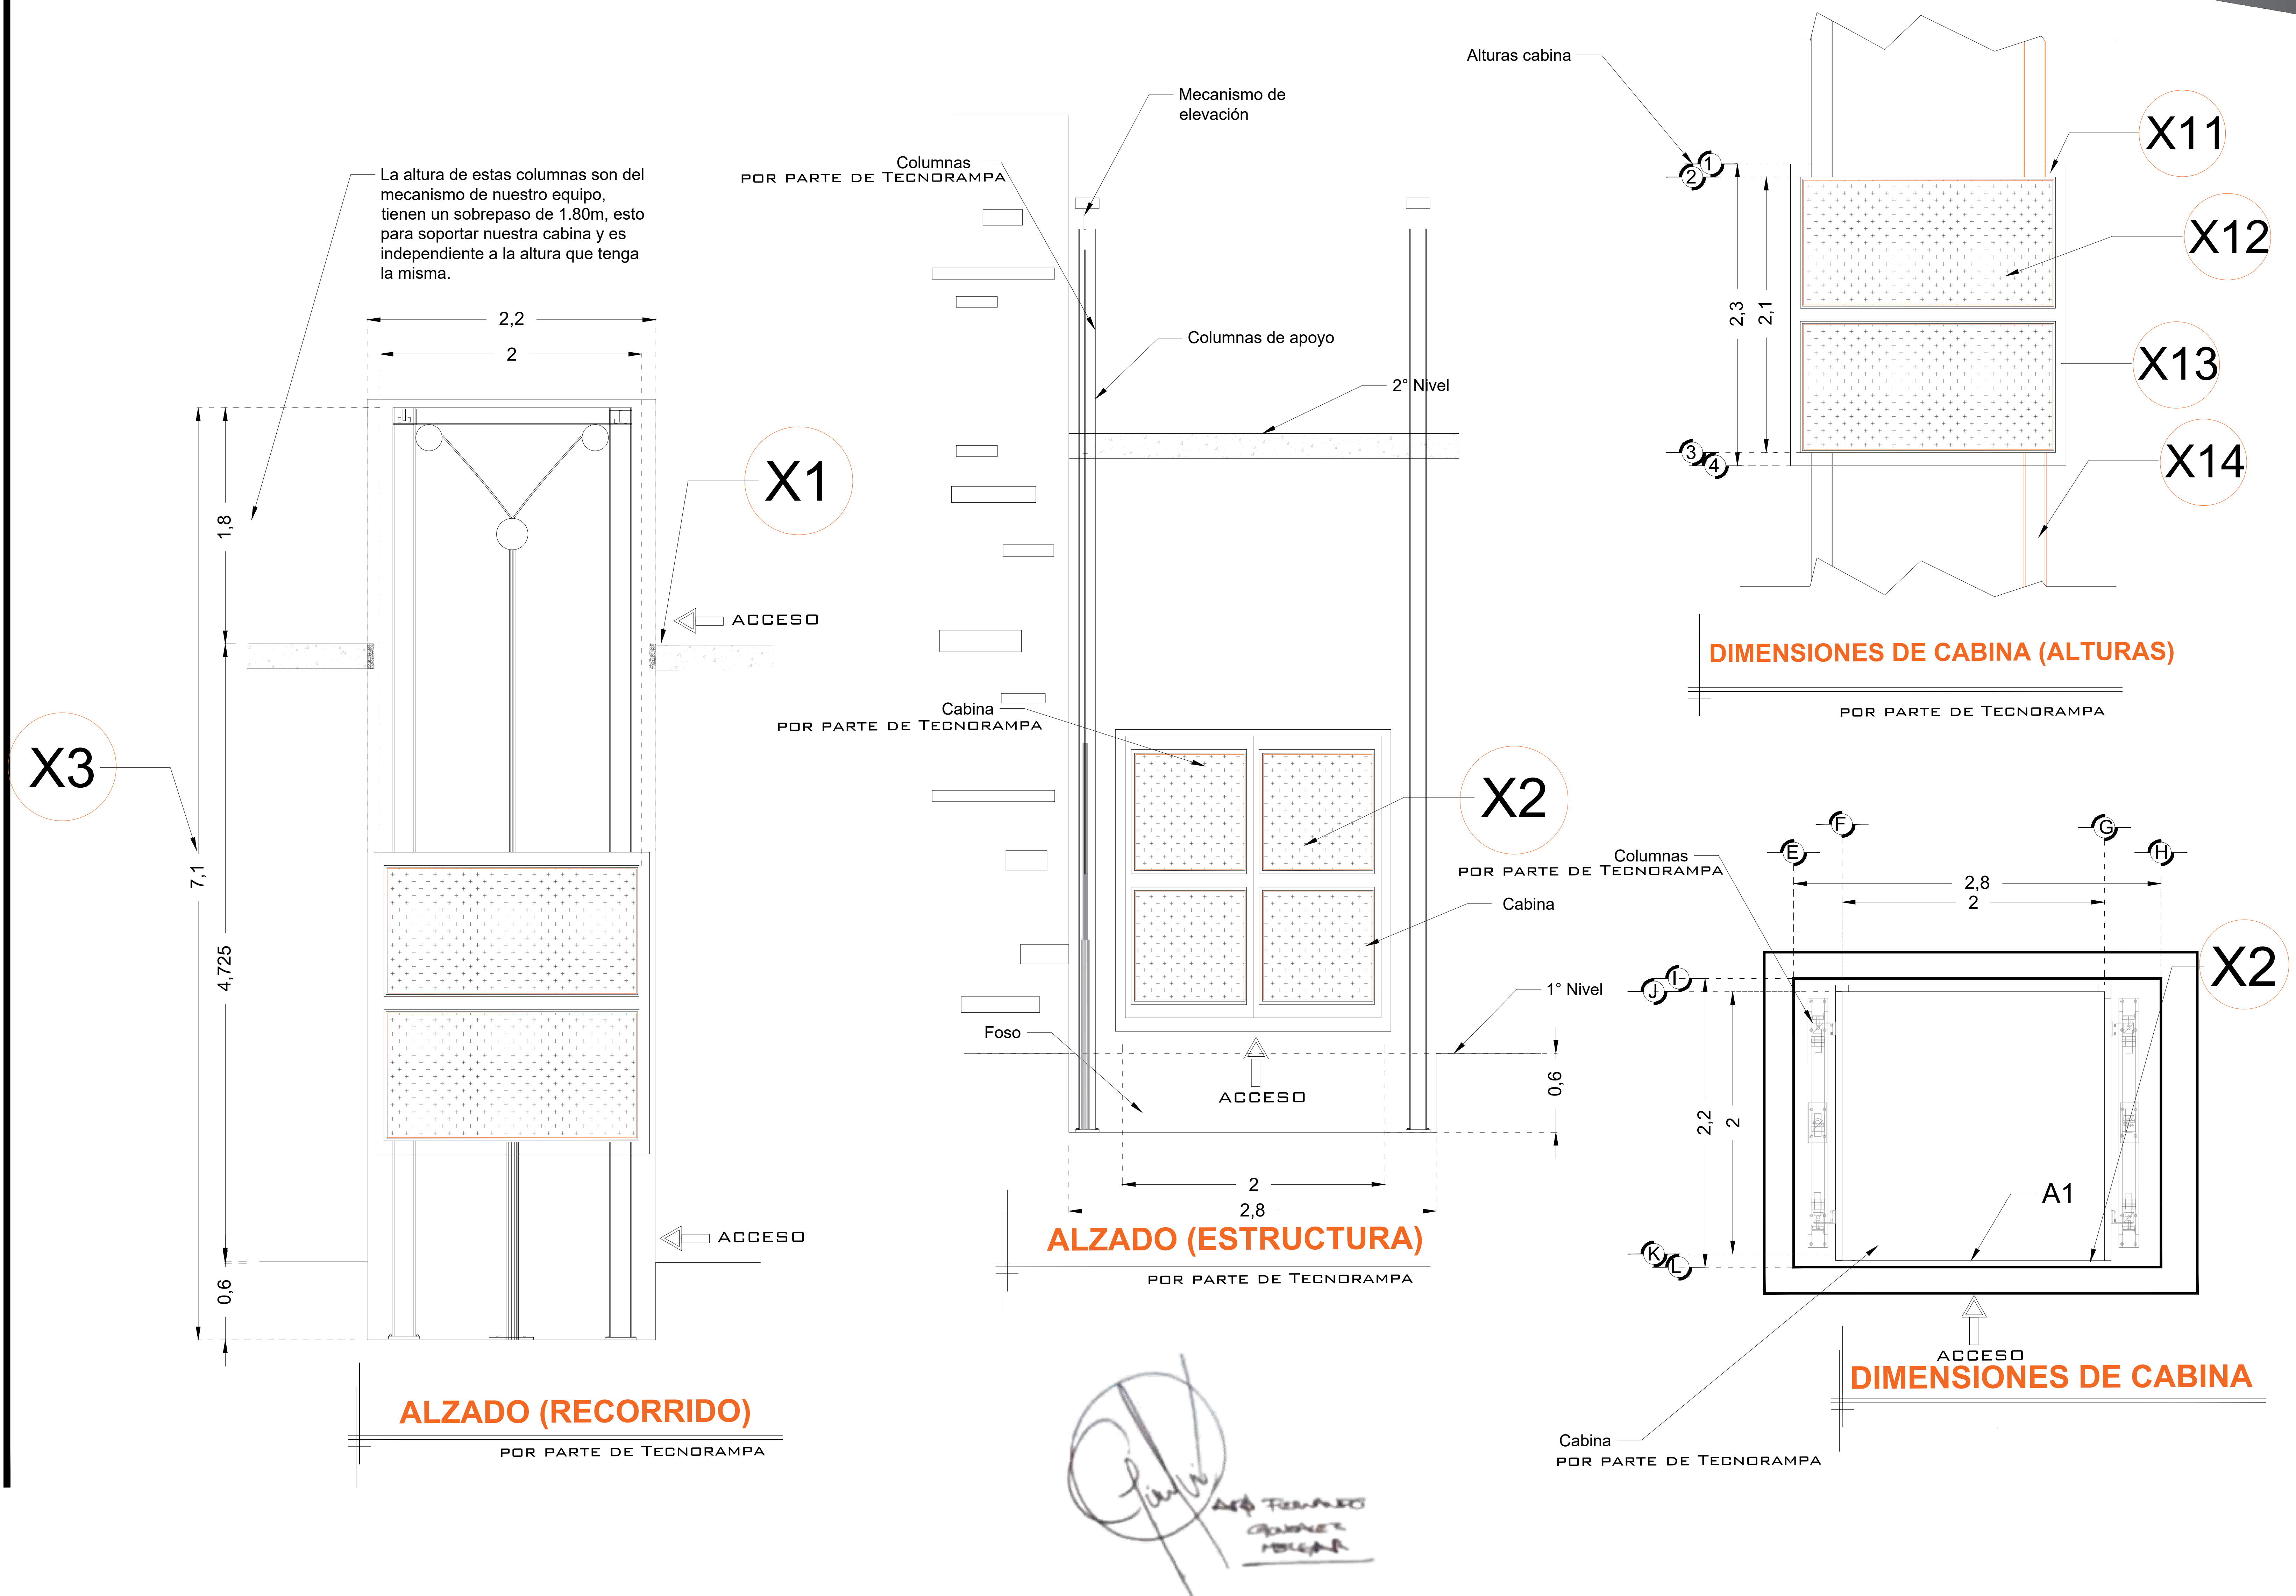 La altura de estas columnas son del
mecanismo de nuestro equipo,
tienen un sobrepaso de 1.80m, esto
para soportar nuestra cabina y es
independiente a la altura que tenga
la misma.
2,2
2
1,8
7,1
4,725
0,6
X1
X3
ACCESO
ACCESO
ALZADO (RECORRIDO)
POR PARTE DE TECNORAMPA
Mecanismo de
elevación
Columnas
POR PARTE DE TECNORAMPA
Columnas de apoyo
2° Nivel
Cabina
POR PARTE DE TECNORAMPA
X2
Cabina
1° Nivel
Foso
ACCESO
0,6
2
2,8
ALZADO (ESTRUCTURA)
POR PARTE DE TECNORAMPA
Alturas cabina
1
2
3
4
2,3
2,1
X11
X12
X13
X14
DIMENSIONES DE CABINA (ALTURAS)
POR PARTE DE TECNORAMPA
E
F
G
H
Columnas
POR PARTE DE TECNORAMPA
2,8
2
I
J
K
L
2,2
2
X2
A1
ACCESO
DIMENSIONES DE CABINA
Cabina
POR PARTE DE TECNORAMPA
FERNANDO
GONZALEZ